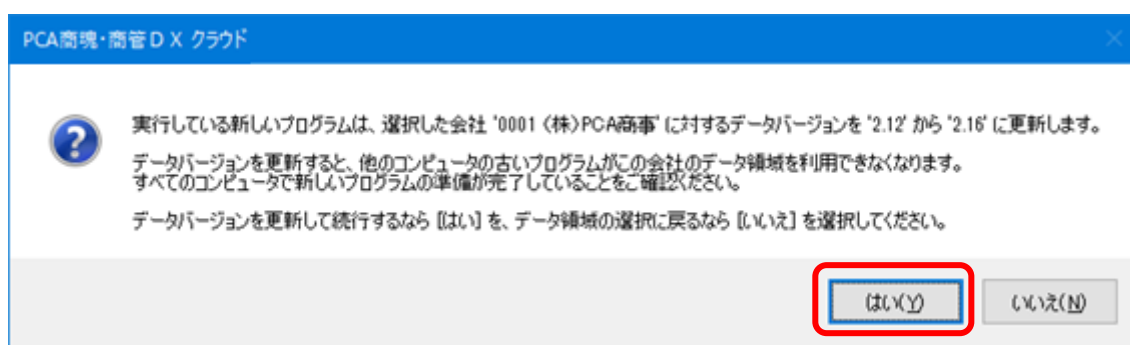 PCA商魂・商管ＤＸ クラウド
実行している新しいプログラムは、選択した会社 '0001 〈株〉PCA商事' に対するデータバージョンを '2.12' から '2.16' に更新します。
データバージョンを更新すると、他のコンピュータの古いプログラムがこの会社のデータ領域を利用できなくなります。
すべてのコンピュータで新しいプログラムの準備が完了していることをご確認ください。
データバージョンを更新して続行するなら [はい] を、データ領域の選択に戻るなら [いいえ] を選択してください。
はい(Y)
いいえ(N)